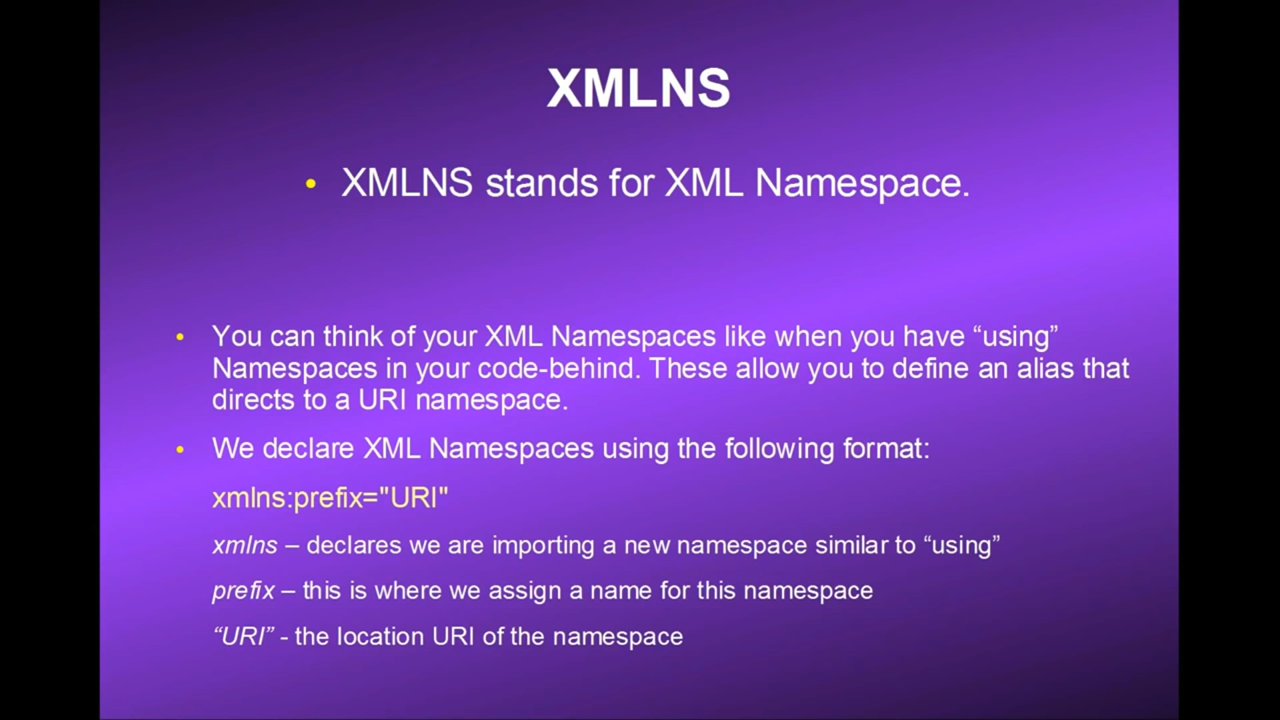 XMLNS
• XMLNS stands for XML Namespace.
• You can think of your XML Namespaces like when you have “using”
Namespaces in your code-behind. These allow you to define an alias that
directs to a URI namespace.
• We declare XML Namespaces using the following format:
xmlns:prefix="URI"
xmlns – declares we are importing a new namespace similar to “using”
prefix – this is where we assign a name for this namespace
“URI” - the location URI of the namespace